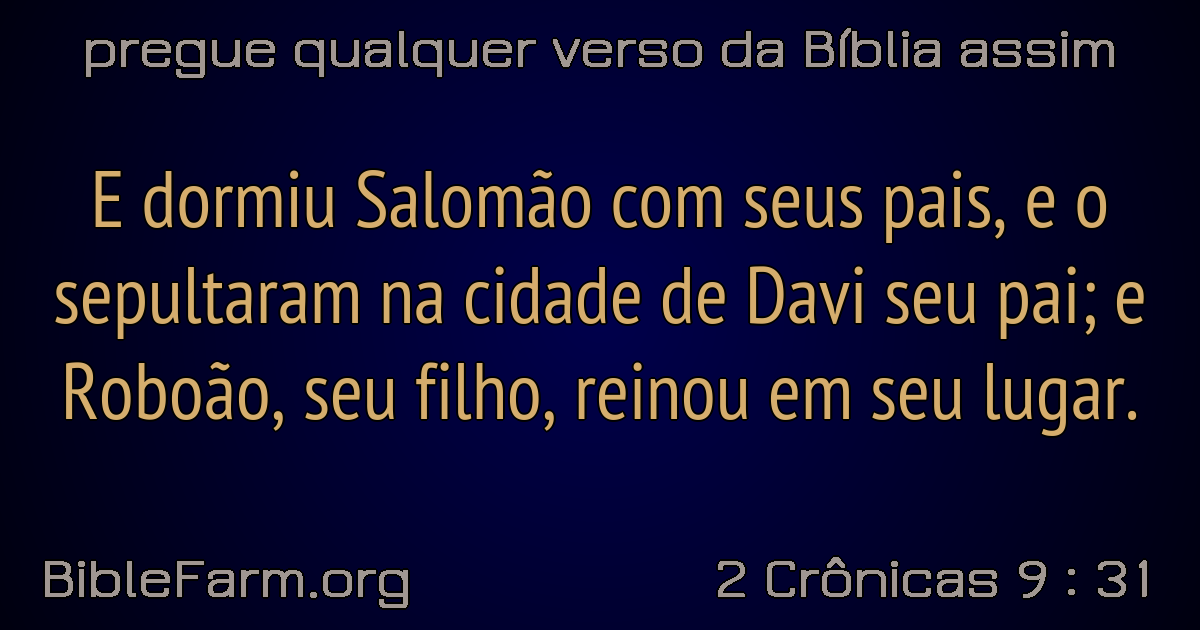 pregue qualquer verso da Bíblia assim
E dormiu Salomão com seus pais, e o
sepultaram na cidade de Davi seu pai; e
Roboão, seu filho, reinou em seu lugar.
BibleFarm.org
2 Crônicas 9 : 31